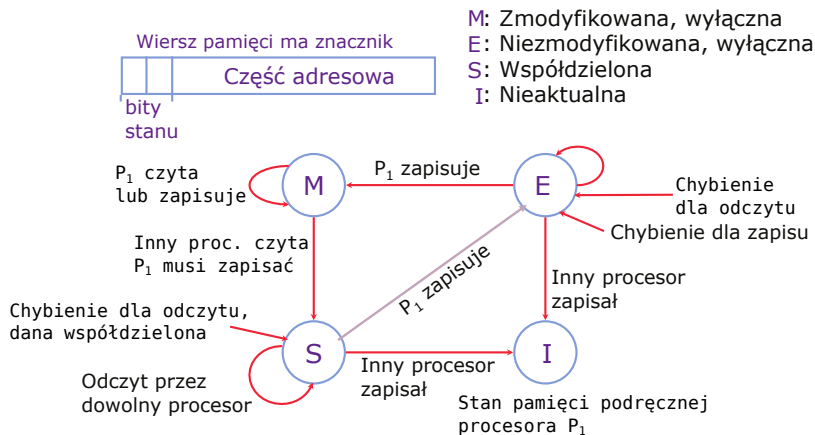 Wiersz pamięci ma znacznik
Część adresowa
bity
stanu
M: Zmodyfikowana, wyłączna
E: Niezmodyfikowana, wyłączna
S: Współdzielona
I: Nieaktualna
P₁ czyta
lub zapisuje
M
P₁ zapisuje
E
Chybienie
dla odczytu
Chybienie dla zapisu
Inny proc. czyta
P₁ musi zapisać
P₁ zapisuje
Inny procesor
zapisał
Chybienie dla odczytu,
dana współdzielona
S
Inny procesor
zapisał
I
Odczyt przez
dowolny procesor
Stan pamięci podręcznej
procesora P₁